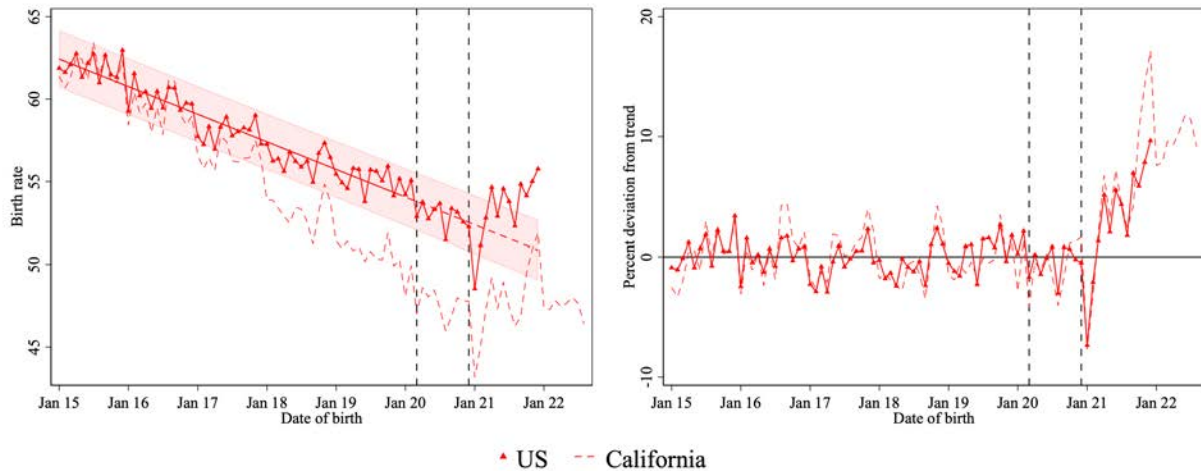 Birth rate
65
60
55
50
45
Jan 15 Jan 16 Jan 17 Jan 18 Jan 19 Jan 20 Jan 21 Jan 22
Date of birth
Percent deviation from trend
20
10
0
-10
Jan 15 Jan 16 Jan 17 Jan 18 Jan 19 Jan 20 Jan 21 Jan 22
Date of birth
US California